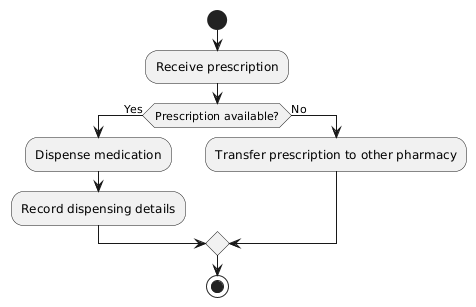 Receive prescription
Yes
Prescription available?
No
Dispense medication
Transfer prescription to other pharmacy
Record dispensing details